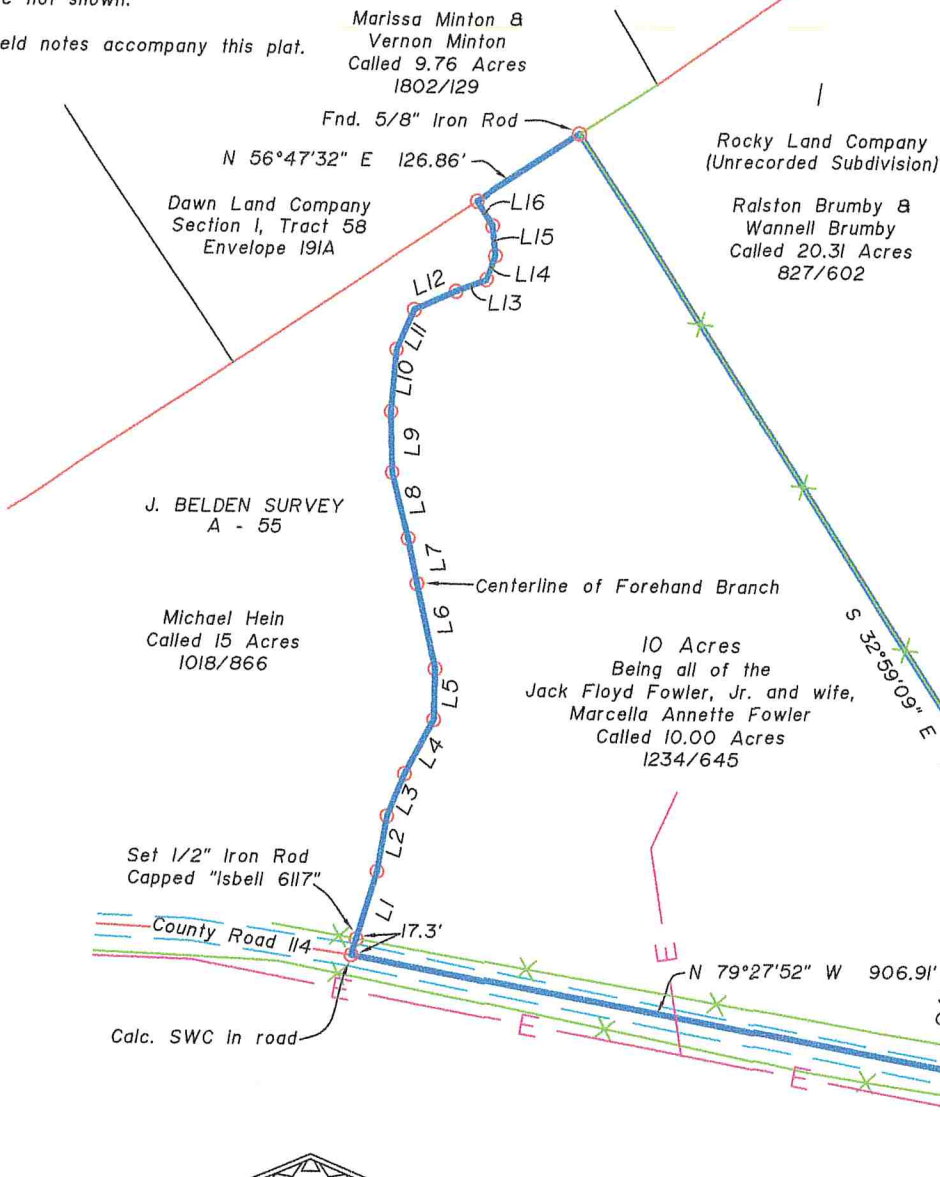 not shown.
notes accompany this plat.
Marissa Minton &
Vernon Minton
Called 9.76 Acres
1802/129
Fnd. 5/8" Iron Rod
N 56°47'32" E 126.86'
Dawn Land Company
Section 1, Tract 58
Envelope 191A
Rocky Land Company
(Unrecorded Subdivision)
Ralston Brumby &
Wannell Brumby
Called 20.31 Acres
827/602
L16
L15
L14
L13
L12
L11
L10
L9
L8
L7
L6
L5
L4
L3
L2
L1
J. BELDEN SURVEY
A - 55
Centerline of Forehand Branch
Michael Hein
Called 15 Acres
1018/866
10 Acres
Being all of the
Jack Floyd Fowler, Jr. and wife,
Marcella Annette Fowler
Called 10.00 Acres
1234/645
S 32°59'09" E
Set 1/2" Iron Rod
Capped "Isbell 6117"
17.3'
County Road 114
N 79°27'52" W 906.91'
Calc. SWC in road
E
E
E
E